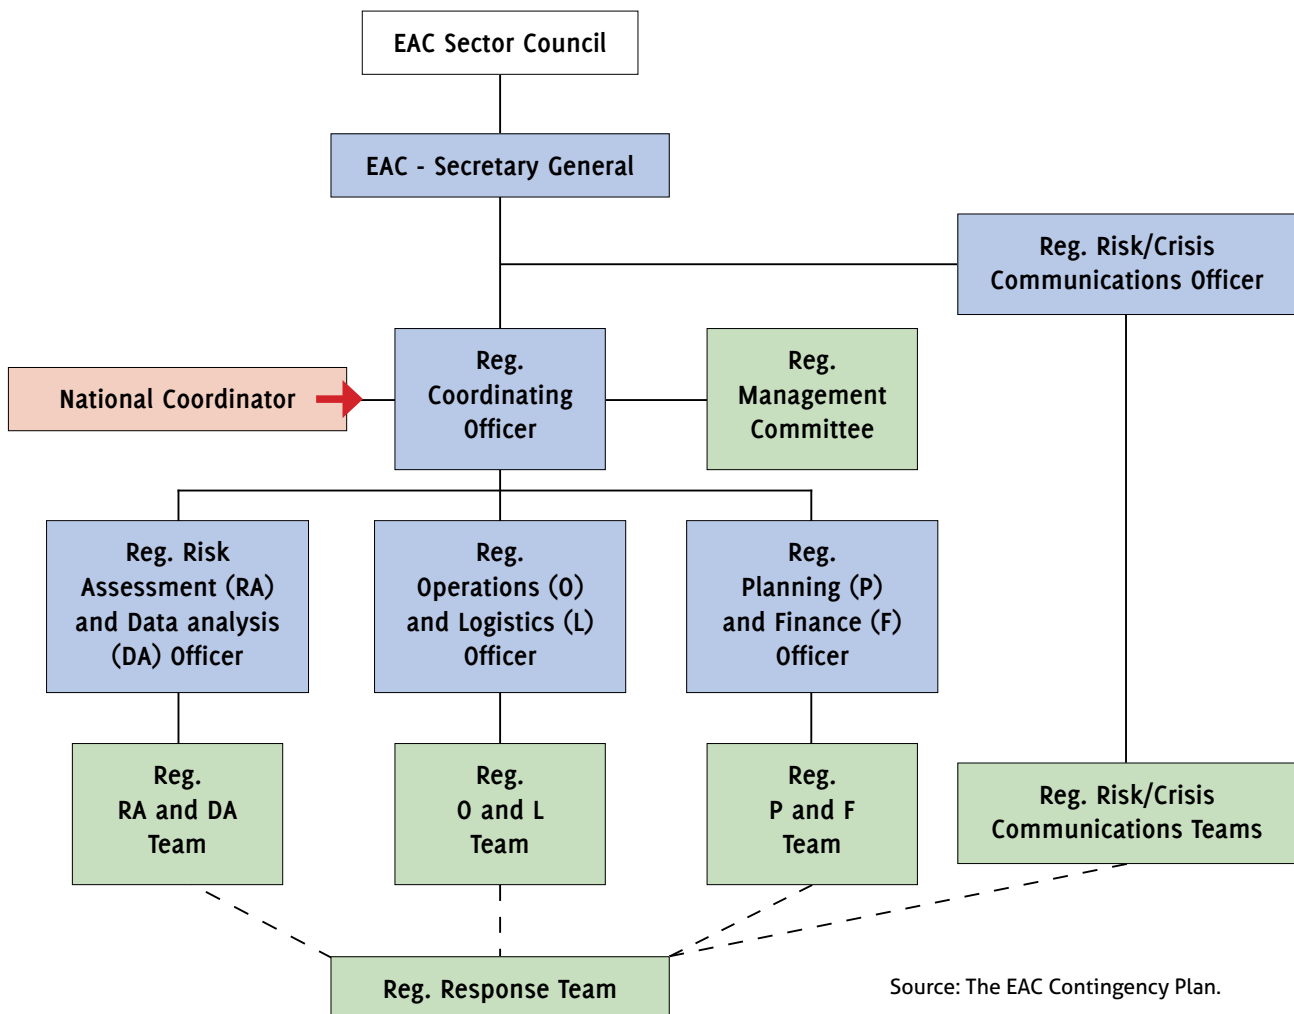 EAC Sector Council
EAC - Secretary General
Reg. Risk/Crisis
Communications Officer
National Coordinator
Reg.
Coordinating
Officer
Reg.
Management
Committee
Reg. Risk
Assessment (RA)
and Data analysis
(DA) Officer
Reg.
Operations (O)
and Logistics (L)
Officer
Reg.
Planning (P)
and Finance (F)
Officer
Reg.
RA and DA
Team
Reg.
O and L
Team
Reg.
P and F
Team
Reg. Risk/Crisis
Communications Teams
Reg. Response Team
Source: The EAC Contingency Plan.